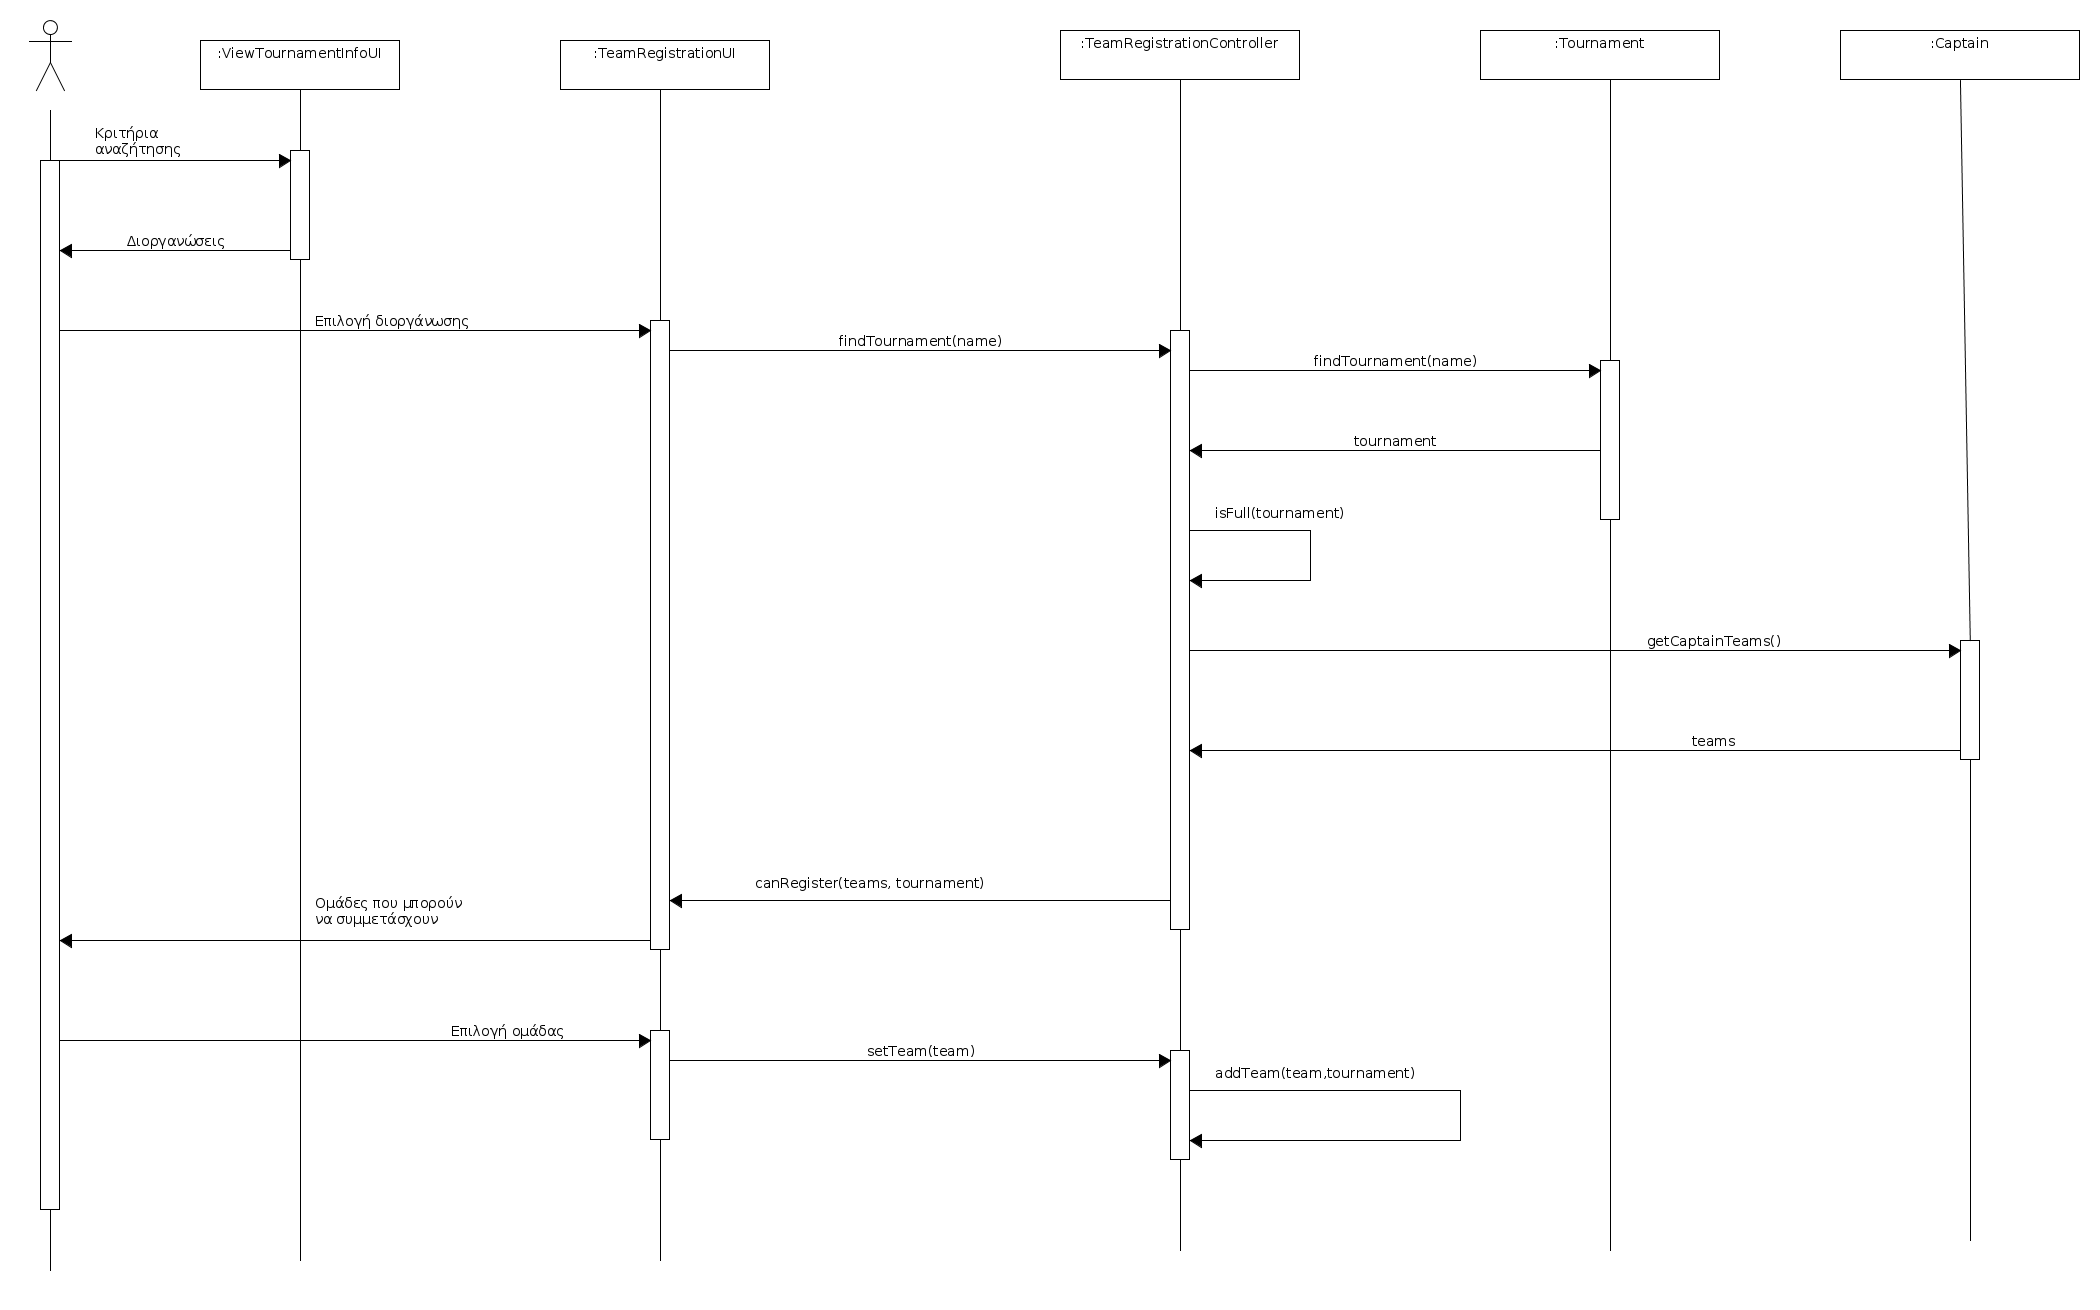 :ViewTournamentInfoUI
:TeamRegistrationUI
:TeamRegistrationController
:Tournament
:Captain
Κριτήρια
αναζήτησης
Διοργανώσεις
Επιλογή διοργάνωσης
findTournament(name)
findTournament(name)
tournament
isFull(tournament)
getCaptainTeams()
teams
canRegister(teams, tournament)
Ομάδες που μπορούν
να συμμετάσχουν
Επιλογή ομάδας
setTeam(team)
addTeam(team,tournament)